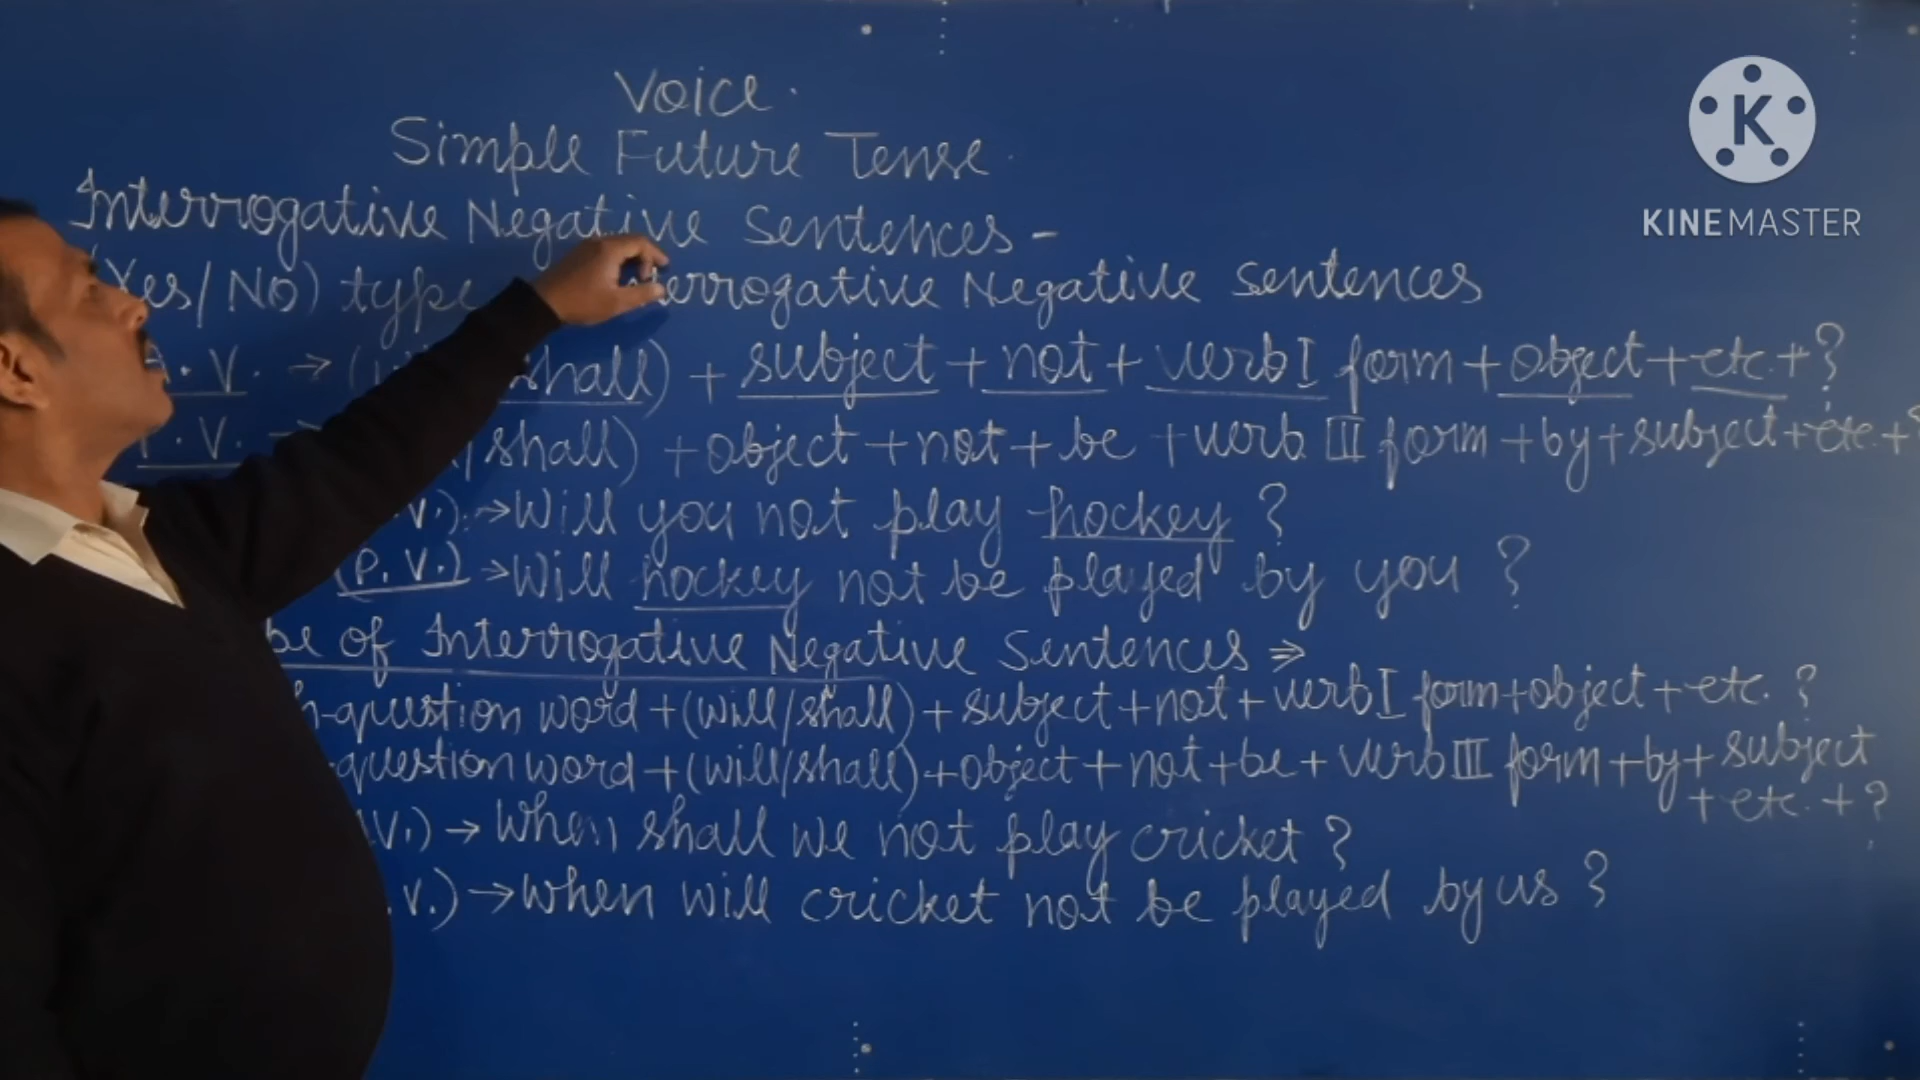 Voice.
Simple Future Tense.
Interrogative Negative Sentences -
(Yes/No) type errogative Negative Sentences
A.V. → ( shall) + subject + not + verb I form + object + etc. + ?
. V. → / shall) + object + not + be + verb III form + by + subject + etc. + ?
.V). → Will you not play hockey ?
(P.V.) → Will hockey not be played by you ?
be of Interrogative Negative Sentences ⇒
h-question word + (will/shall) + subject + not + verb I form + object + etc. ?
-question word + (will/shall) + object + not + be + verb III form + by + subject
+ etc. + ?
V.) → When shall we not play cricket ?
.V.) → when will cricket not be played by us ?
K
KINEMASTER